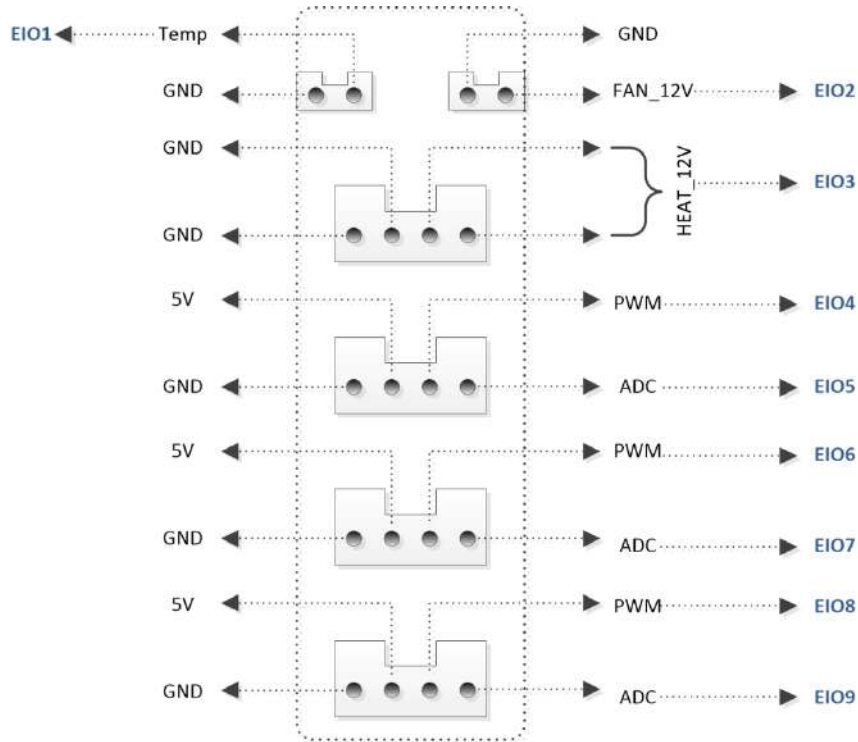 EIO1 Temp GND
GND FAN_12V EIO2
GND
HEAT_12V EIO3
GND
5V PWM EIO4
GND ADC EIO5
5V PWM EIO6
GND ADC EIO7
5V PWM EIO8
GND ADC EIO9